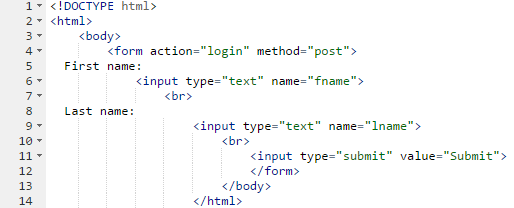 1 <!DOCTYPE html>
2 <html>
3 <body>
4 <form action="login" method="post">
5 First name:
6 <input type="text" name="fname">
7 <br>
8 Last name:
9 <input type="text" name="lname">
10 <br>
11 <input type="submit" value="Submit">
12 </form>
13 </body>
14 </html>